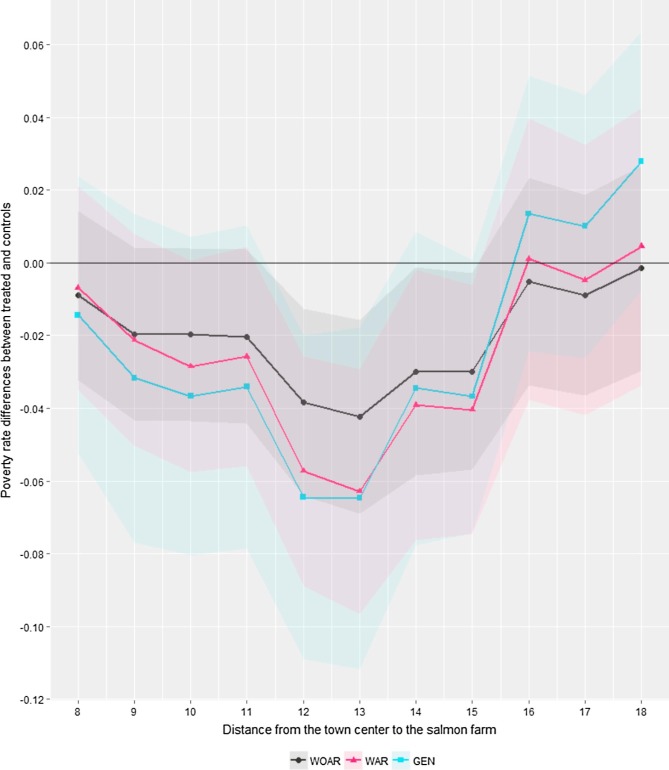 Poverty rate differences between treated and controls
0.06
0.04
0.02
0.00
-0.02
-0.04
-0.06
-0.08
-0.10
-0.12
8 9 10 11 12 13 14 15 16 17 18
Distance from the town center to the salmon farm
WOAR WAR GEN